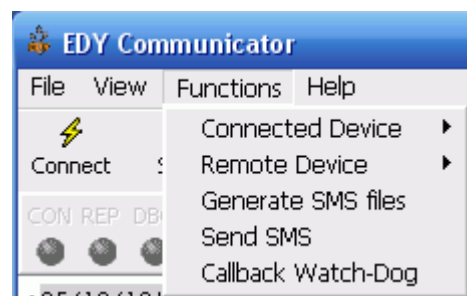 EDY Communicator
File View Functions Help
Connected Device
Connect
Remote Device
Generate SMS files
CON REP
Send SMS
Callback Watch-Dog